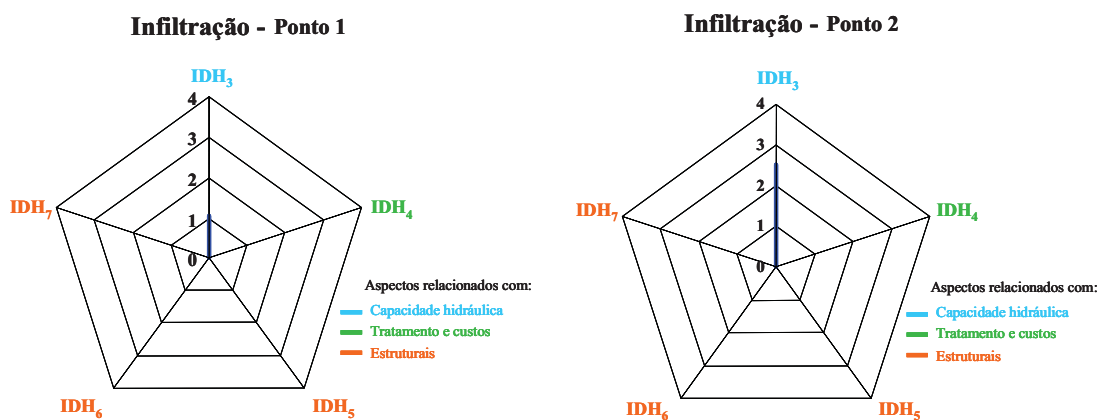 Infiltração - Ponto 1
IDH₃
4
3
2
1
0
IDH₇
IDH₄
IDH₆
IDH₅
Aspectos relacionados com:
Capacidade hidráulica
Tratamento e custos
Estruturais
Infiltração - Ponto 2
IDH₃
4
3
2
1
0
IDH₇
IDH₄
IDH₆
IDH₅
Aspectos relacionados com:
Capacidade hidráulica
Tratamento e custos
Estruturais